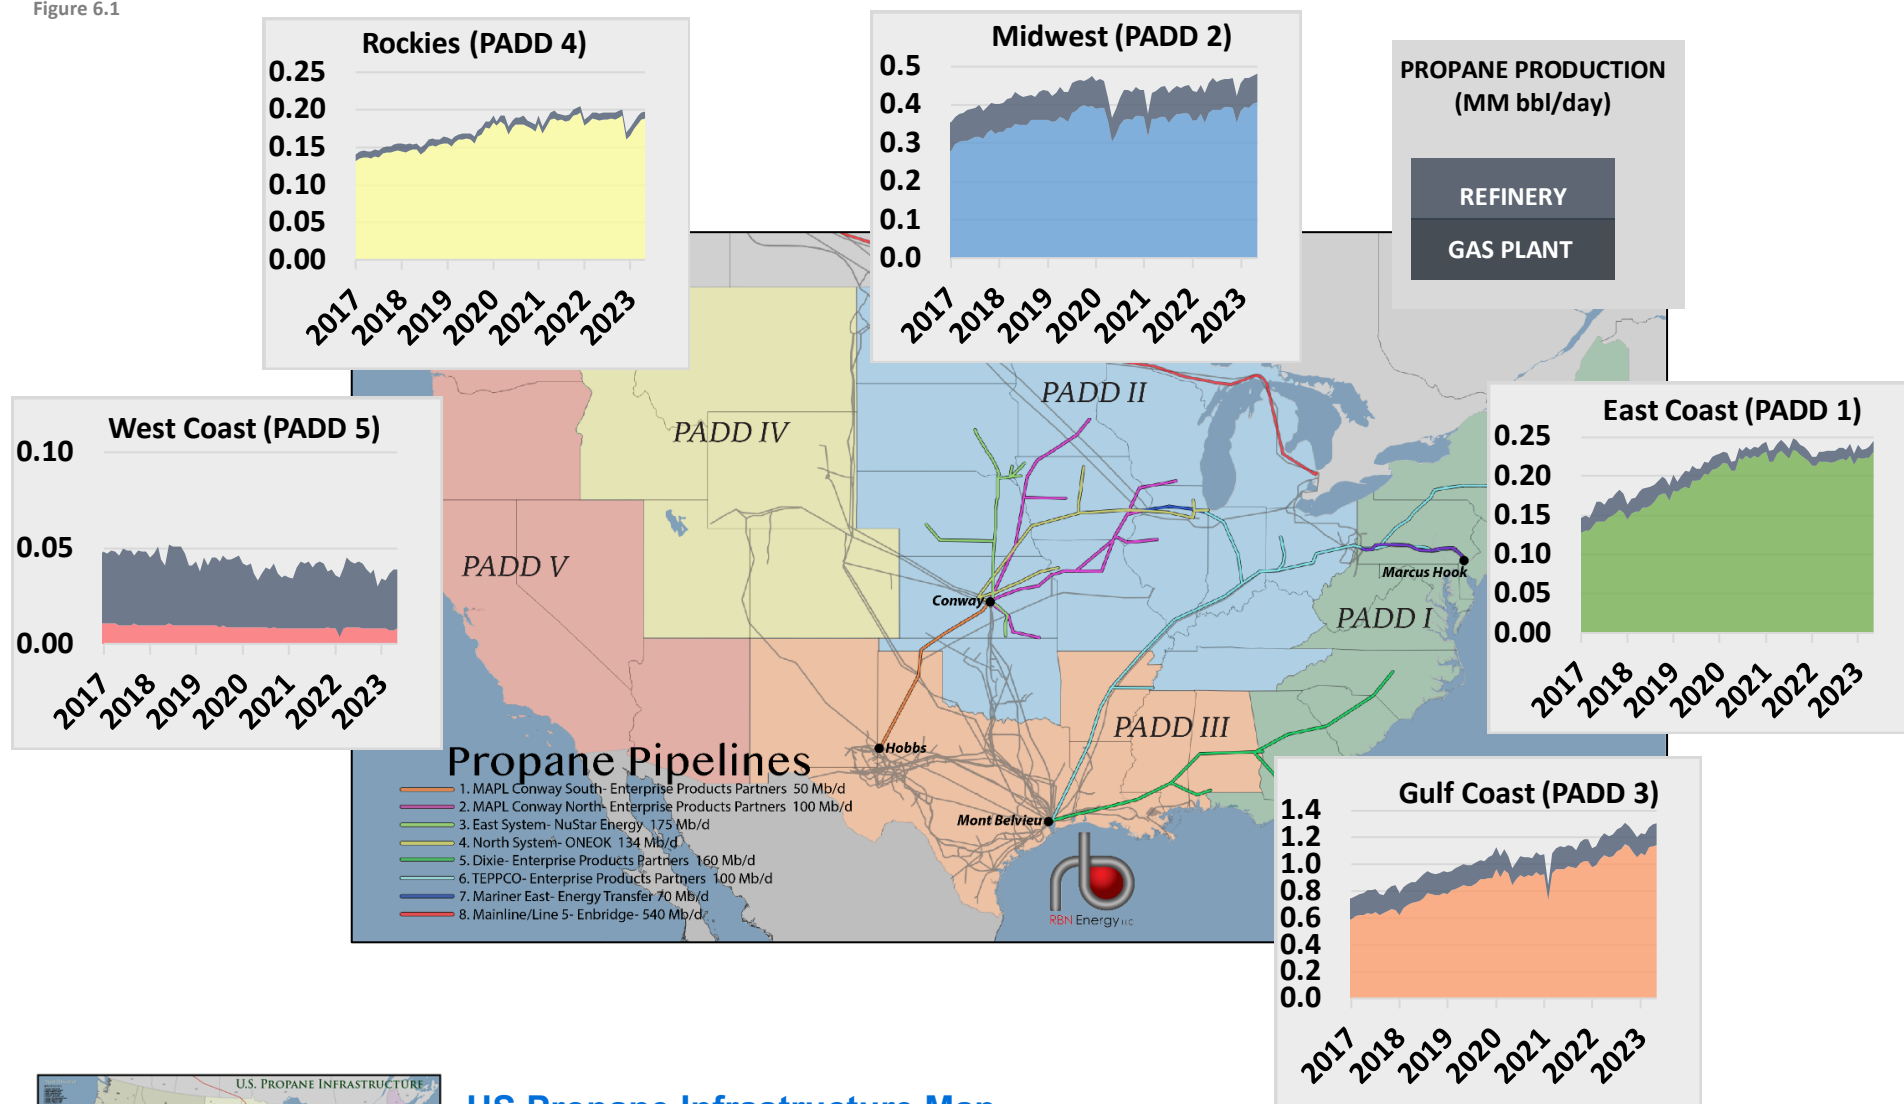 Figure 6.1
Rockies (PADD 4)
0.25
0.20
0.15
0.10
0.05
0.00
2017
2018
2019
2020
2021
2022
2023
Midwest (PADD 2)
0.5
0.4
0.3
0.2
0.1
0.0
2017
2018
2019
2020
2021
2022
2023
PROPANE PRODUCTION
(MM bbl/day)
REFINERY
GAS PLANT
West Coast (PADD 5)
0.10
0.05
0.00
2017
2018
2019
2020
2021
2022
2023
East Coast (PADD 1)
0.25
0.20
0.15
0.10
0.05
0.00
2017
2018
2019
2020
2021
2022
2023
PADD II
PADD IV
PADD V
Conway
Marcus Hook
PADD I
PADD III
Hobbs
Mont Belvieu
Propane Pipelines
1. MAPL Conway South- Enterprise Products Partners 50 Mb/d
2. MAPL Conway North- Enterprise Products Partners 100 Mb/d
3. East System- NuStar Energy 175 Mb/d
4. North System- ONEOK 134 Mb/d
5. Dixie- Enterprise Products Partners 160 Mb/d
6. TEPPCO- Enterprise Products Partners 100 Mb/d
7. Mariner East- Energy Transfer 70 Mb/d
8. Mainline/Line 5- Enbridge- 540 Mb/d
RBN Energy LLC
Gulf Coast (PADD 3)
1.4
1.2
1.0
0.8
0.6
0.4
0.2
0.0
2017
2018
2019
2020
2021
2022
2023
U.S. PROPANE INFRASTRUCTURE
US Propane Infrastructure Map